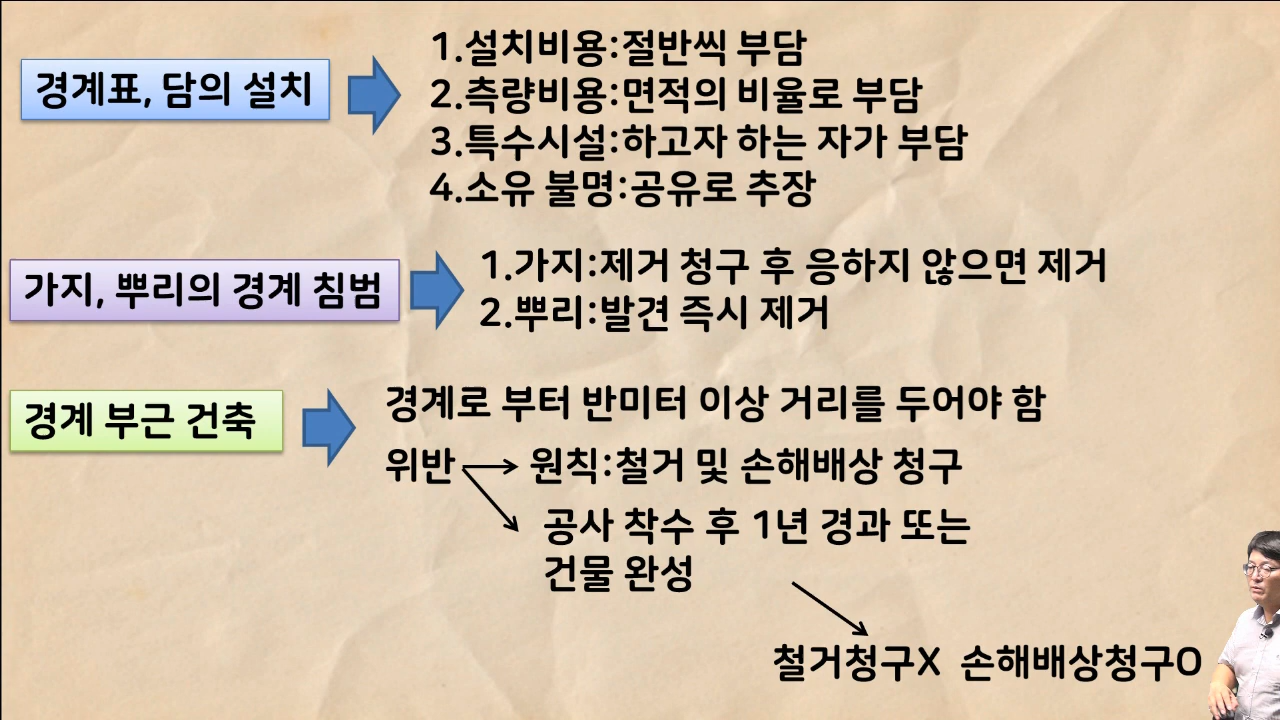 경계표, 담의 설치
1.설치비용:절반씩 부담
2.측량비용:면적의 비율로 부담
3.특수시설:하고자 하는 자가 부담
4.소유 불명:공유로 추장
가지, 뿌리의 경계 침범
1.가지:제거 청구 후 응하지 않으면 제거
2.뿌리:발견 즉시 제거
경계 부근 건축
경계로 부터 반미터 이상 거리를 두어야 함
위반 원칙:철거 및 손해배상 청구
공사 착수 후 1년 경과 또는
건물 완성
철거청구X 손해배상청구O